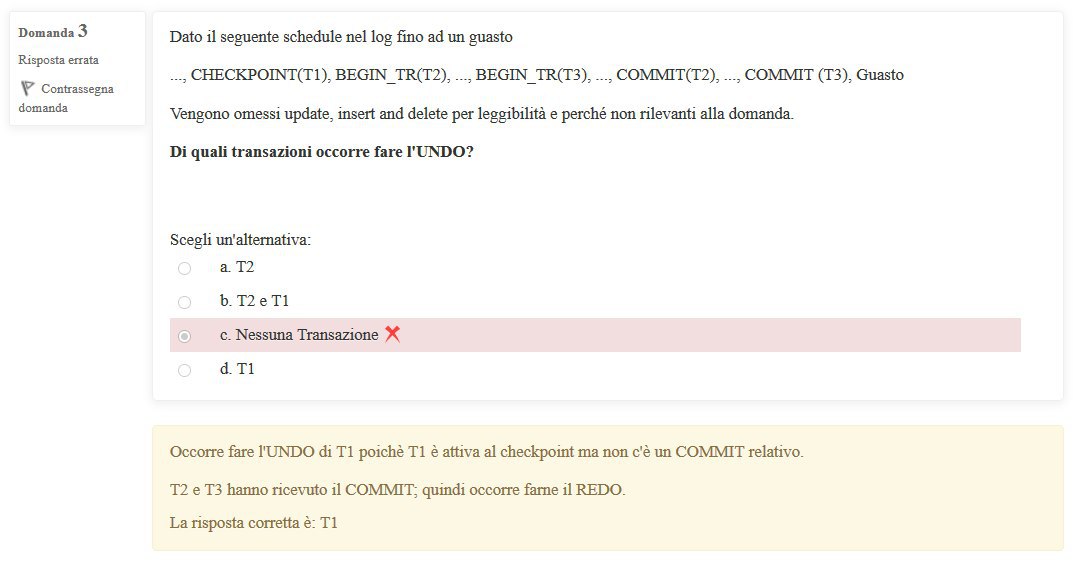 Domanda 3
Risposta errata
Contrassegna
domanda
Dato il seguente schedule nel log fino ad un guasto
..., CHECKPOINT(T1), BEGIN_TR(T2), ..., BEGIN_TR(T3), ..., COMMIT(T2), ..., COMMIT (T3), Guasto
Vengono omessi update, insert and delete per leggibilità e perché non rilevanti alla domanda.
Di quali transazioni occorre fare l'UNDO?
Scegli un'alternativa:
a. T2
b. T2 e T1
c. Nessuna Transazione
d. T1
Occorre fare l'UNDO di T1 poichè T1 è attiva al checkpoint ma non c'è un COMMIT relativo.
T2 e T3 hanno ricevuto il COMMIT; quindi occorre farne il REDO.
La risposta corretta è: T1